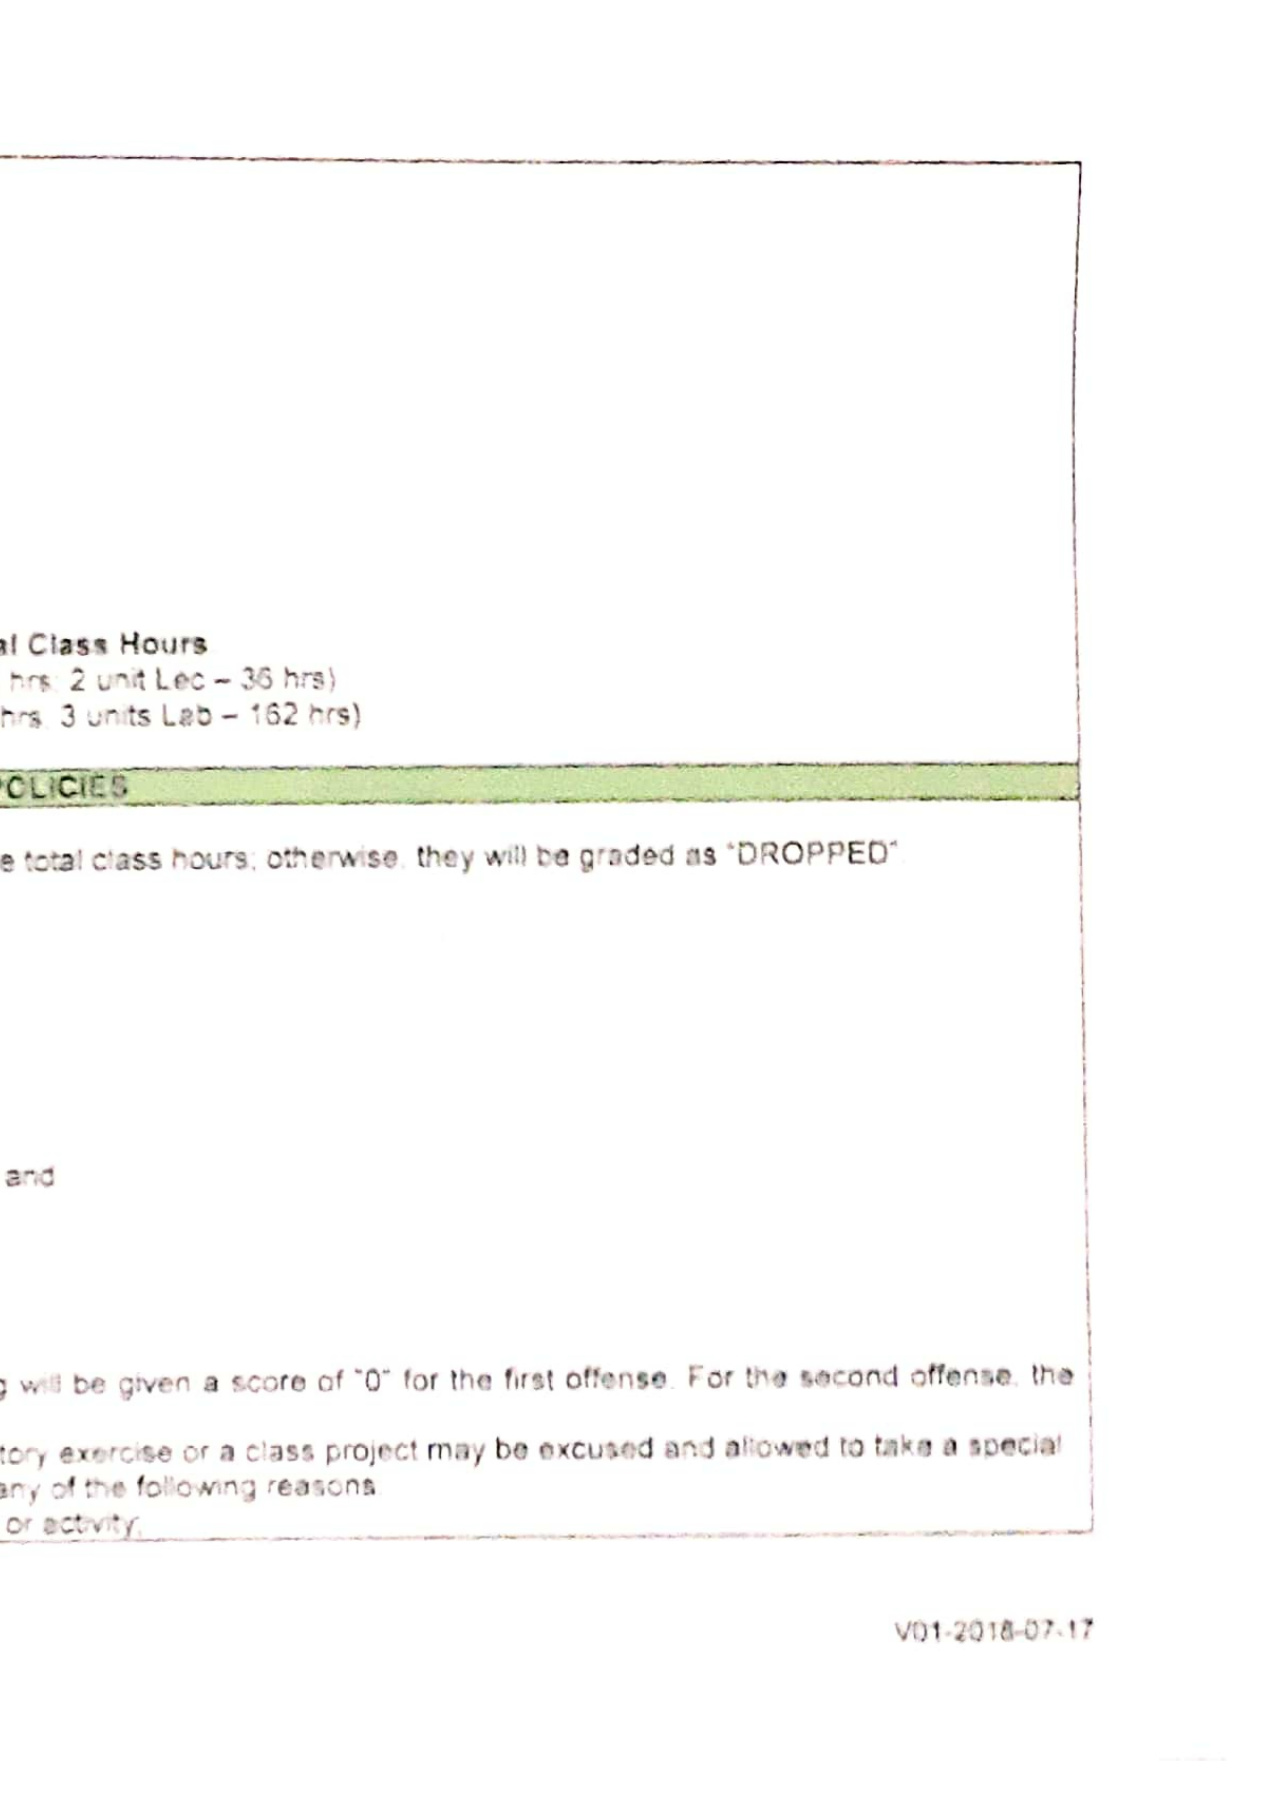 al Class Hours
hrs. 2 unit Lec – 36 hrs)
hrs. 3 units Lab – 162 hrs)
POLICIES
e total class hours; otherwise, they will be graded as "DROPPED".
and
g will be given a score of "0" for the first offense. For the second offense, the
tory exercise or a class project may be excused and allowed to take a special
any of the following reasons
or activity;
V01-2018-07-17